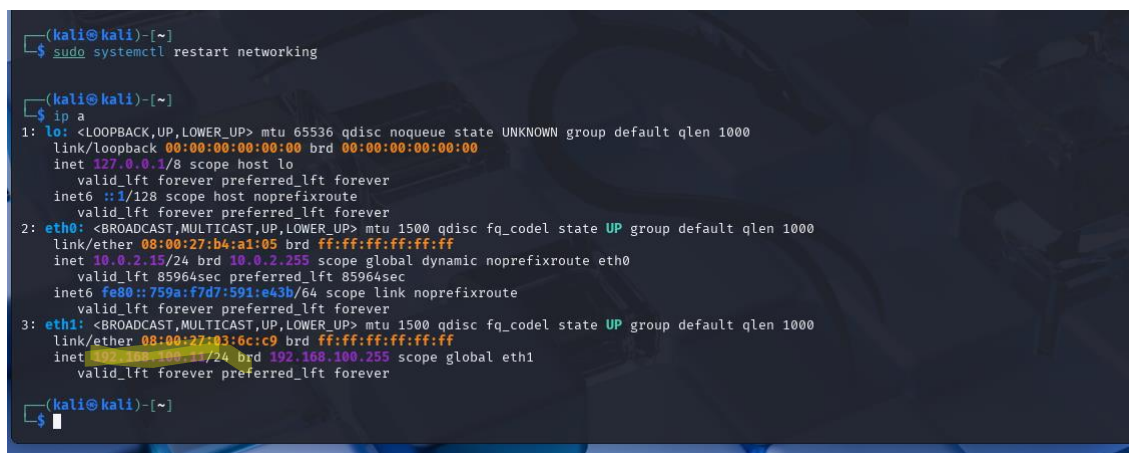 ┌──(kali㉿kali)-[~]
└─$ sudo systemctl restart networking
┌──(kali㉿kali)-[~]
└─$ ip a
1: lo: <LOOPBACK,UP,LOWER_UP> mtu 65536 qdisc noqueue state UNKNOWN group default qlen 1000
link/loopback 00:00:00:00:00:00 brd 00:00:00:00:00:00
inet 127.0.0.1/8 scope host lo
valid_lft forever preferred_lft forever
inet6 ::1/128 scope host noprefixroute
valid_lft forever preferred_lft forever
2: eth0: <BROADCAST,MULTICAST,UP,LOWER_UP> mtu 1500 qdisc fq_codel state UP group default qlen 1000
link/ether 08:00:27:b4:a1:05 brd ff:ff:ff:ff:ff:ff
inet 10.0.2.15/24 brd 10.0.2.255 scope global dynamic noprefixroute eth0
valid_lft 85964sec preferred_lft 85964sec
inet6 fe80::759a:f7d7:591:e43b/64 scope link noprefixroute
valid_lft forever preferred_lft forever
3: eth1: <BROADCAST,MULTICAST,UP,LOWER_UP> mtu 1500 qdisc fq_codel state UP group default qlen 1000
link/ether 08:00:27:03:6c:c9 brd ff:ff:ff:ff:ff:ff
inet 192.168.100.11/24 brd 192.168.100.255 scope global eth1
valid_lft forever preferred_lft forever
┌──(kali㉿kali)-[~]
└─$